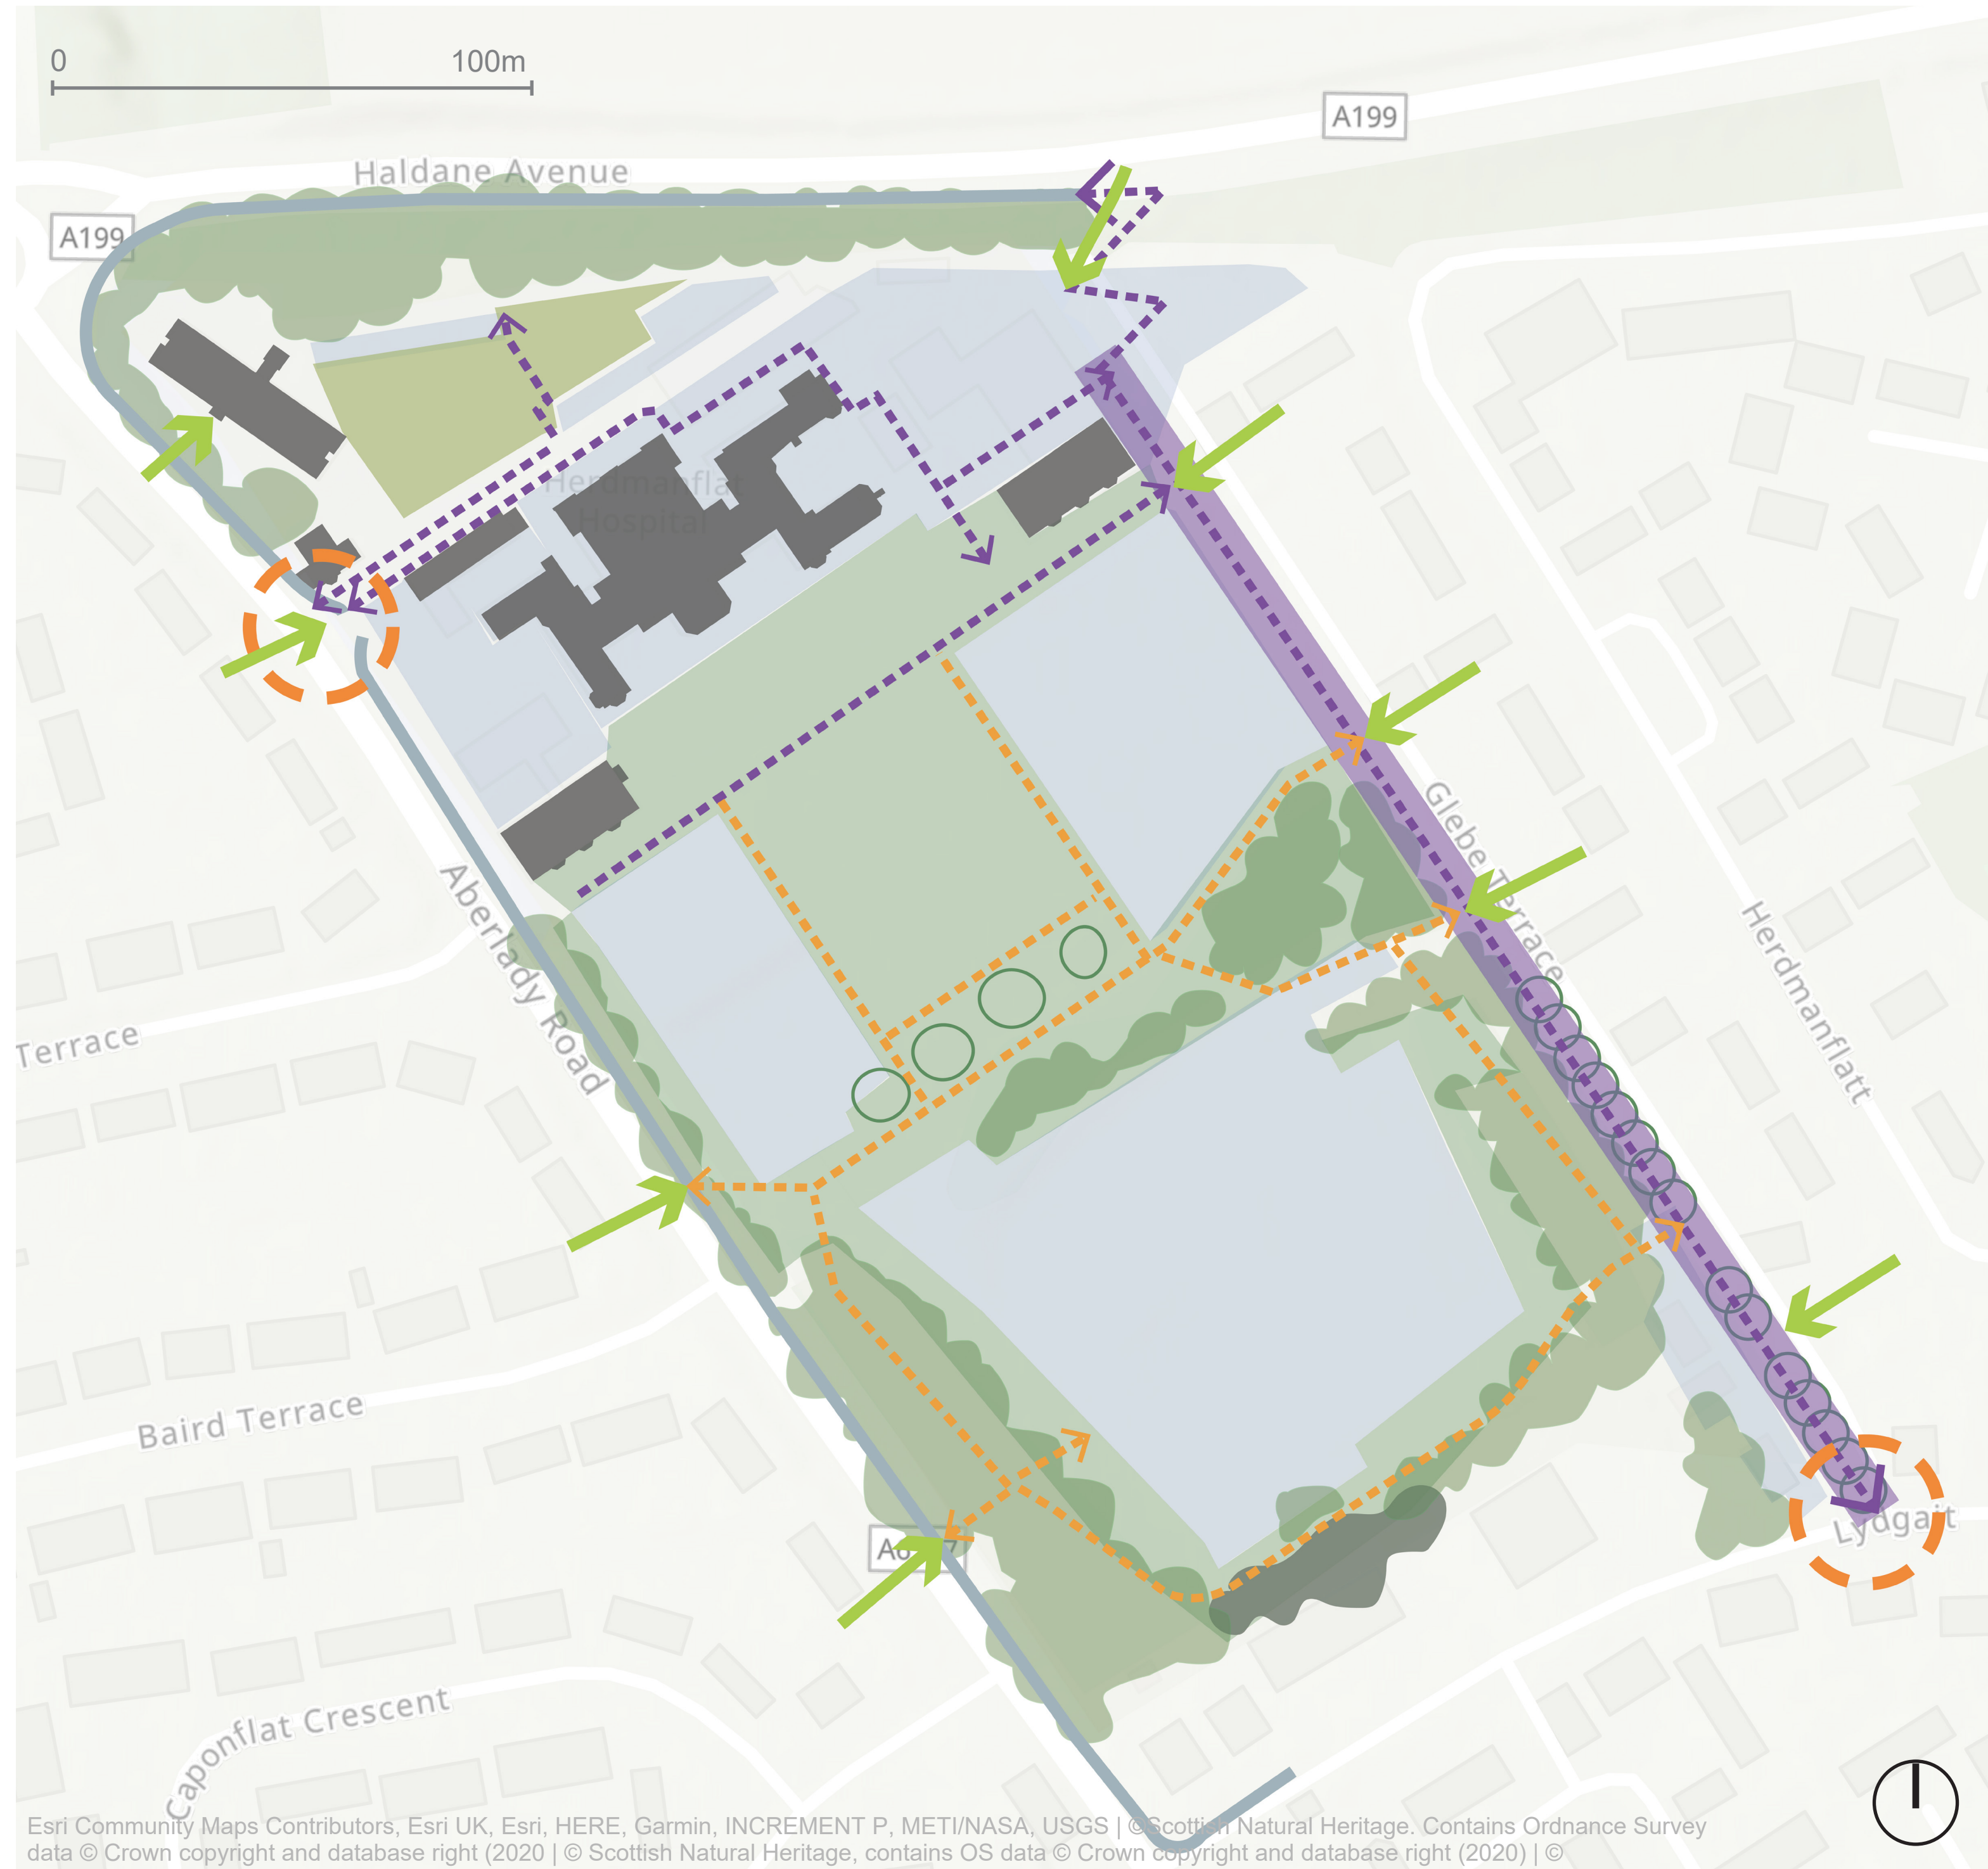 0 100m
A199
Haldane Avenue
A199
Herdmanflat
Hospital
Glebe Terrace
Aberlady Road
Herdmanflatt
Terrace
Baird Terrace
Lydgait
Caponflat Crescent
Esri Community Maps Contributors, Esri UK, Esri, HERE, Garmin, INCREMENT P, METI/NASA, USGS | ©Scottish Natural Heritage. Contains Ordnance Survey
data © Crown copyright and database right (2020 | © Scottish Natural Heritage, contains OS data © Crown copyright and database right (2020) | ©